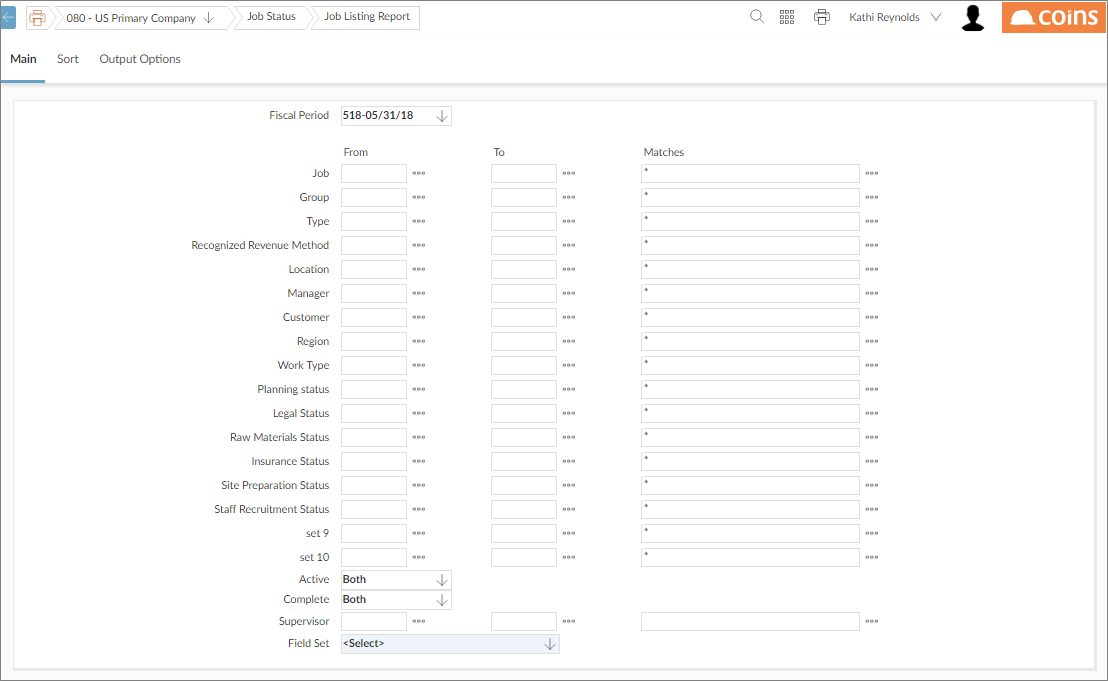 080 - US Primary Company Job Status Job Listing Report Kathi Reynolds coins
Main Sort Output Options
Fiscal Period 518-05/31/18
From To Matches
Job *
Group *
Type *
Recognized Revenue Method *
Location *
Manager *
Customer *
Region *
Work Type *
Planning status *
Legal Status *
Raw Materials Status *
Insurance Status *
Site Preparation Status *
Staff Recruitment Status *
set 9 *
set 10 *
Active Both
Complete Both
Supervisor
Field Set <Select>